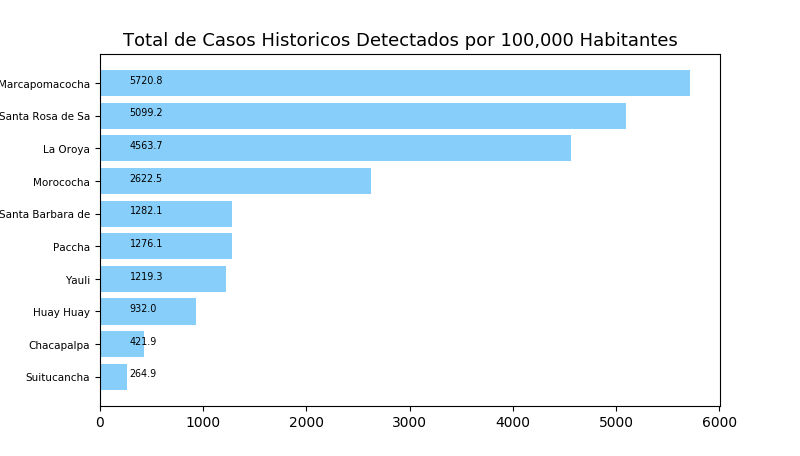 Total de Casos Historicos Detectados por 100,000 Habitantes
Marcapomacocha 5720.8
Santa Rosa de Sa 5099.2
La Oroya 4563.7
Morococha 2622.5
Santa Barbara de 1282.1
Paccha 1276.1
Yauli 1219.3
Huay Huay 932.0
Chacapalpa 421.9
Suitucancha 264.9
0 1000 2000 3000 4000 5000 6000